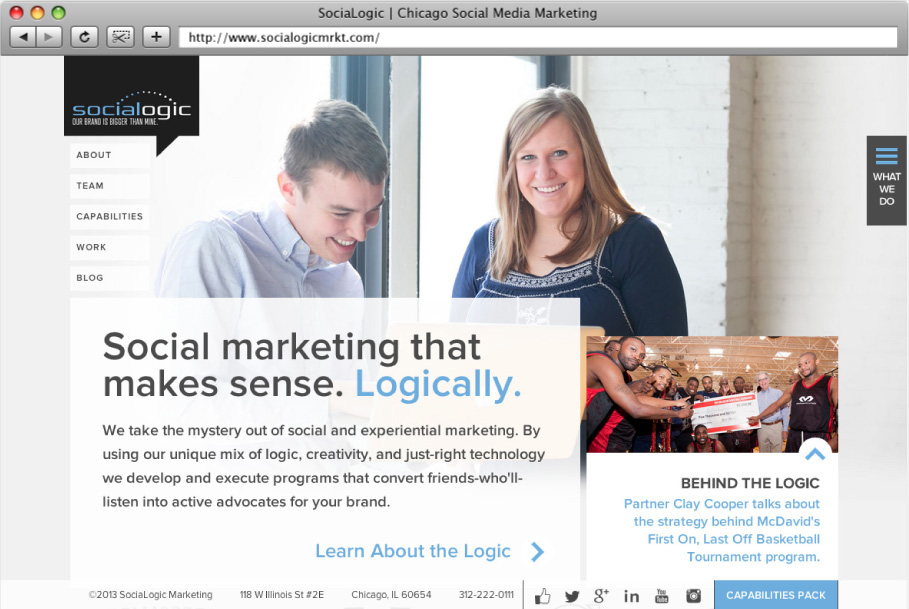 SociaLogic | Chicago Social Media Marketing
http://www.socialogicmrkt.com/
socialogic
OUR BRAND IS BIGGER THAN MINE.
ABOUT
TEAM
CAPABILITIES
WORK
BLOG
WHAT
WE
DO
Social marketing that
makes sense. Logically.
We take the mystery out of social and experiential marketing. By
using our unique mix of logic, creativity, and just-right technology
we develop and execute programs that convert friends-who'll-
listen into active advocates for your brand.
Learn About the Logic
BEHIND THE LOGIC
Partner Clay Cooper talks about
the strategy behind McDavid's
First On, Last Off Basketball
Tournament program.
©2013 SociaLogic Marketing 118 W Illinois St #2E Chicago, IL 60654 312-222-0111
You Tube
CAPABILITIES PACK